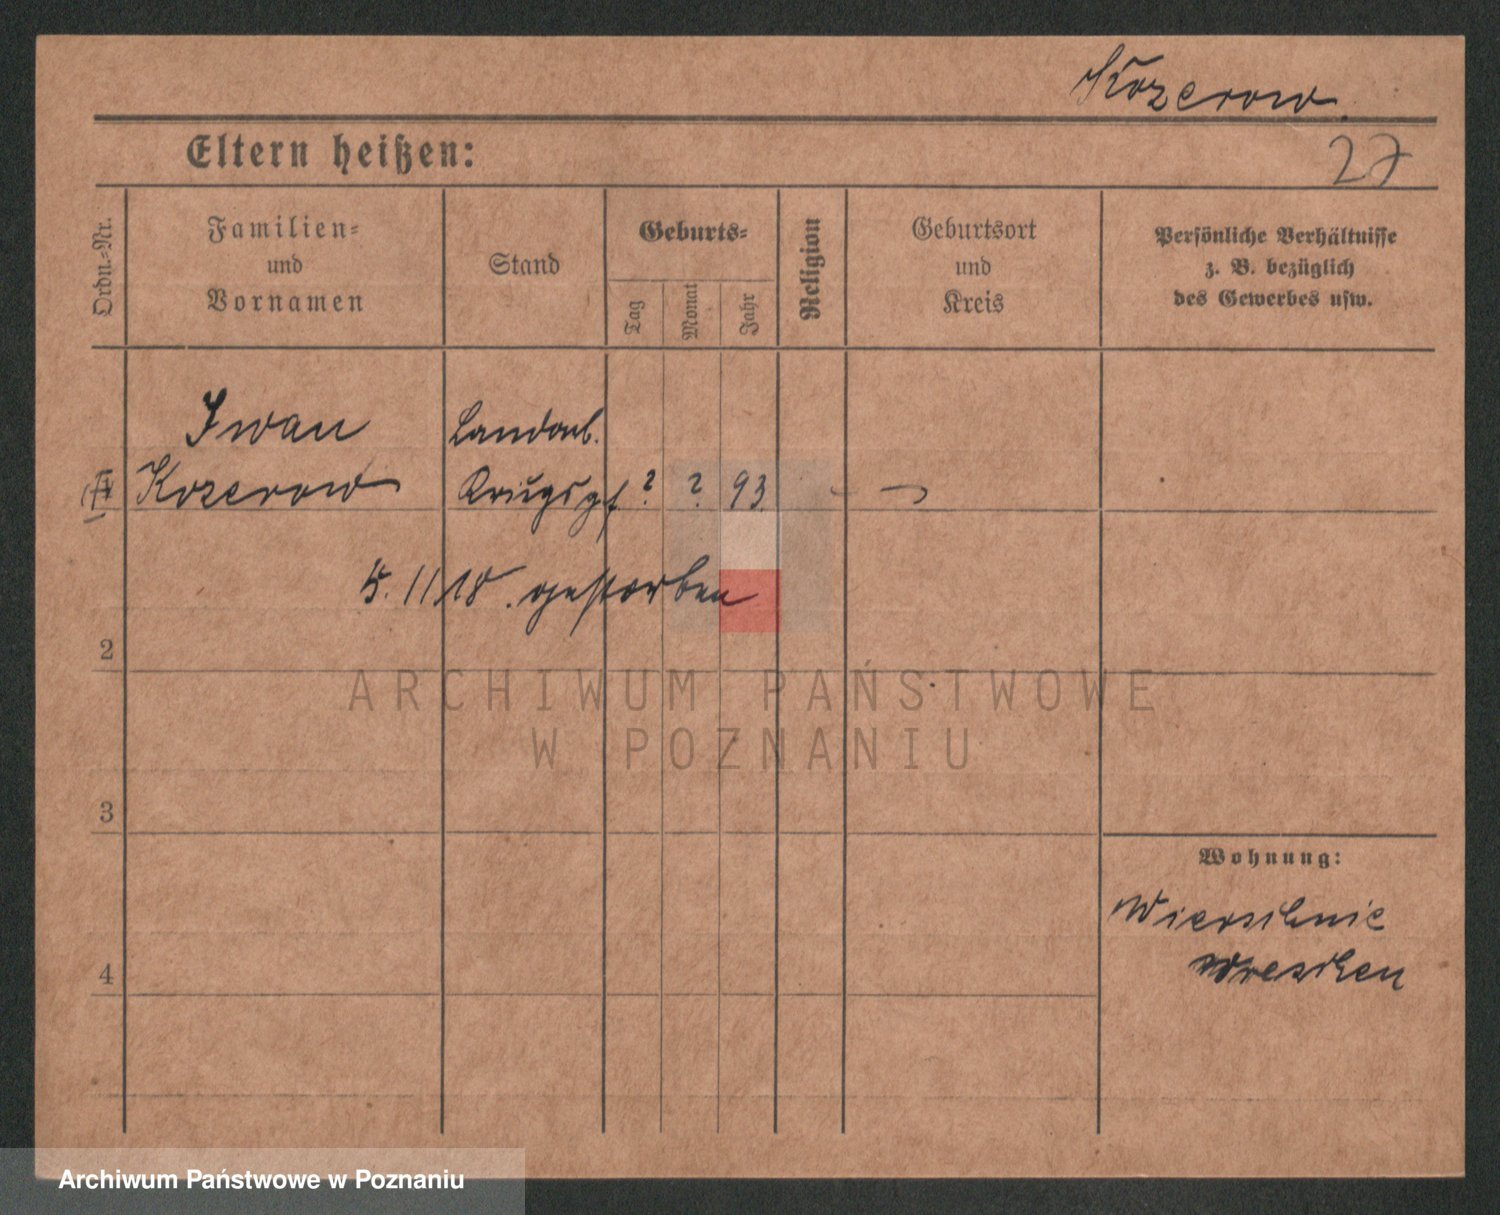 Kozerow.
Eltern heißen:
27
Ordn.-Nr.
Familien-
und
Vornamen
Stand
Geburts-
Tag
Monat
Jahr
Religion
Geburtsort
und
Kreis
Persönliche Verhältnisse
z. B. bezüglich
des Gewerbes usw.
Iwan
Kozerow
Landarb.
Kriegsgf.
? ? 93
5.11.18. gestorben
2
3
4
Wohnung:
Wreschen
ARCHIWUM PAŃSTWOWE
W POZNANIU
Archiwum Państwowe w Poznaniu